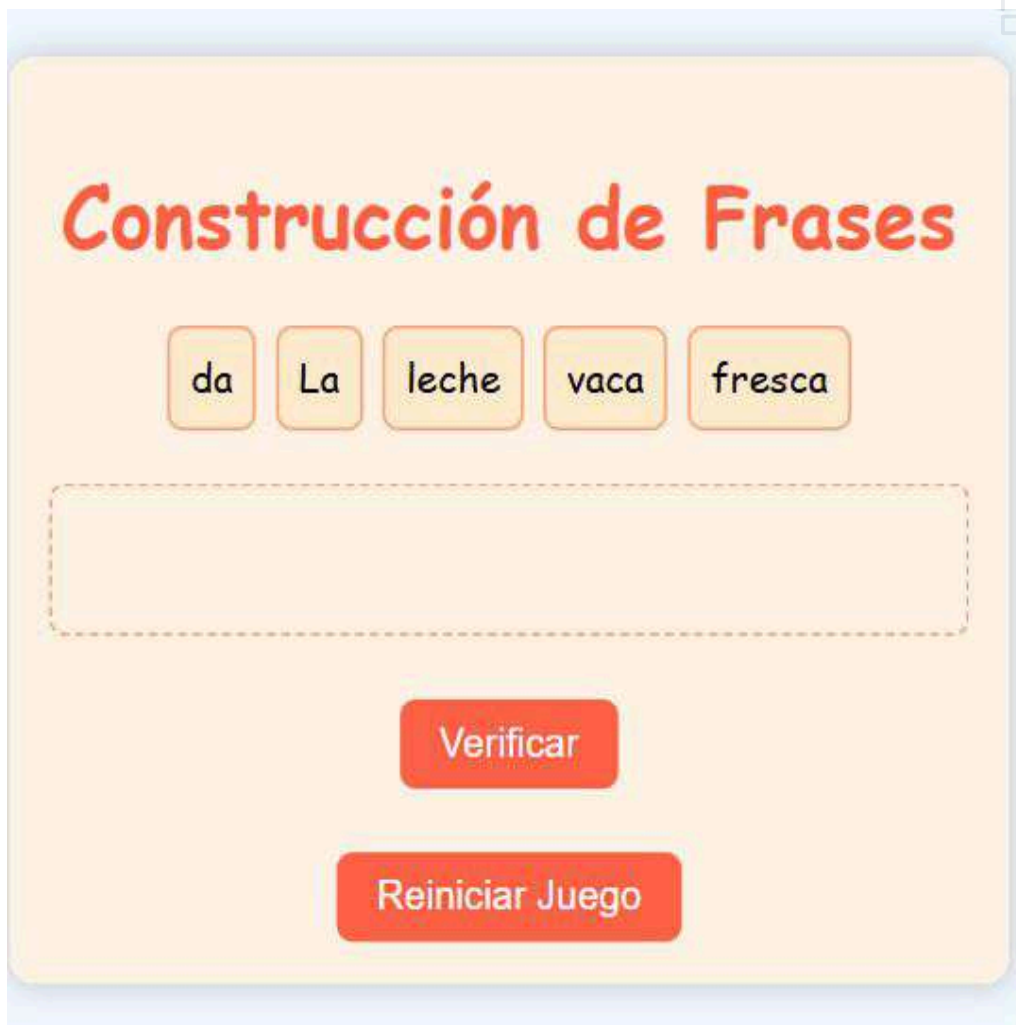 Construcción de Frases
da La leche vaca fresca
Verificar
Reiniciar Juego